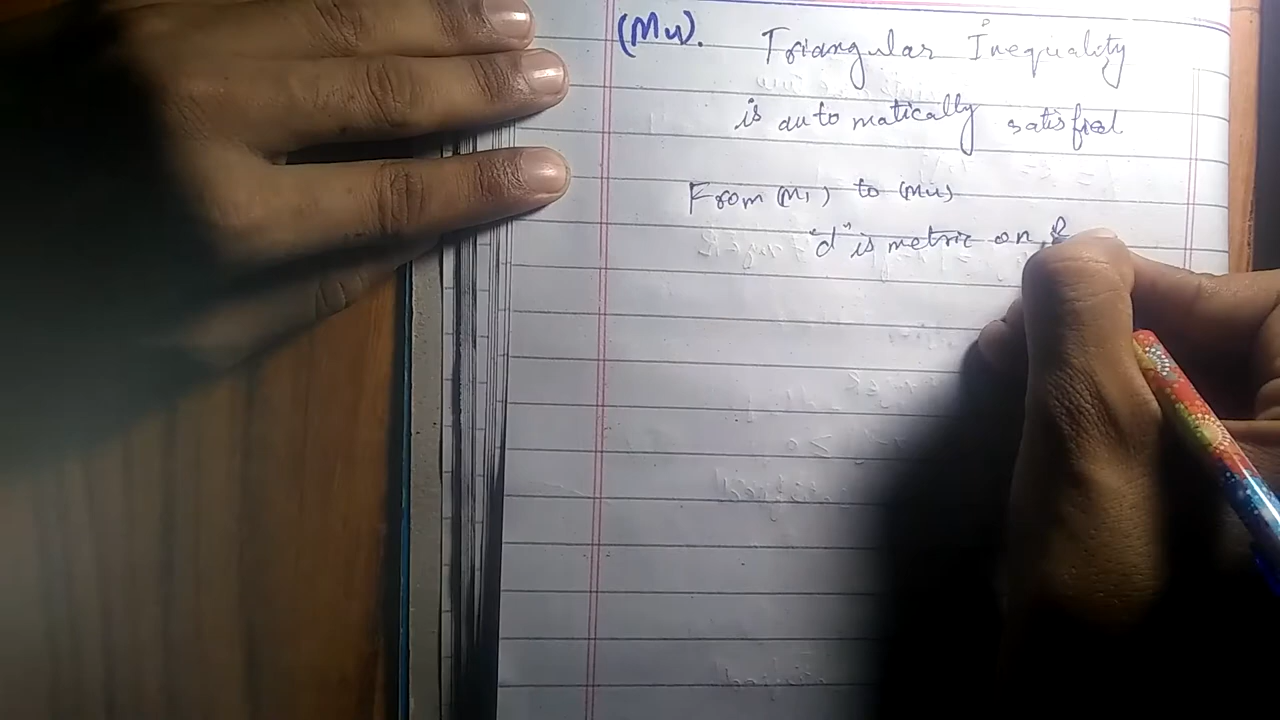 (M4). Triangular Inequality
is automatically satisfied
From (M1) to (M4)
"d" is metric on